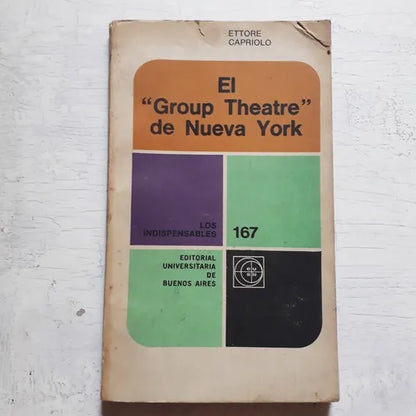 ETTORE
CAPRIOLO
El
“Group Theatre”
de Nueva York
LOS
INDISPENSABLES
167
EDITORIAL
UNIVERSITARIA
DE
BUENOS AIRES